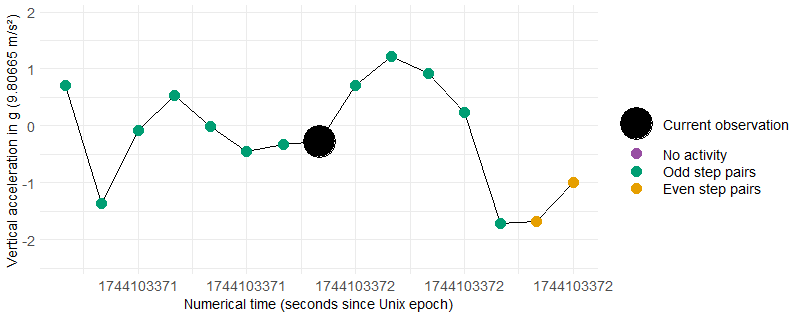 Vertical acceleration in g (9.80665 m/s²)
2
1
0
-1
-2
1744103371
1744103371
1744103372
1744103372
1744103372
Numerical time (seconds since Unix epoch)
Current observation
No activity
Odd step pairs
Even step pairs